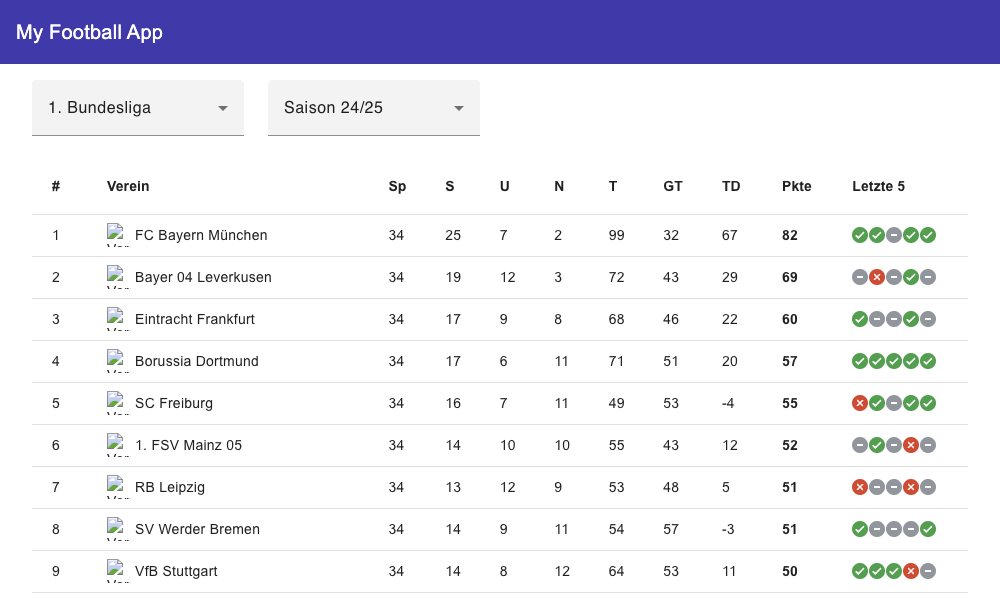 My Football App
1. Bundesliga Saison 24/25
# Verein Sp S U N T GT TD Pkte Letzte 5
1 FC Bayern München 34 25 7 2 99 32 67 82
2 Bayer 04 Leverkusen 34 19 12 3 72 43 29 69
3 Eintracht Frankfurt 34 17 9 8 68 46 22 60
4 Borussia Dortmund 34 17 6 11 71 51 20 57
5 SC Freiburg 34 16 7 11 49 53 -4 55
6 1. FSV Mainz 05 34 14 10 10 55 43 12 52
7 RB Leipzig 34 13 12 9 53 48 5 51
8 SV Werder Bremen 34 14 9 11 54 57 -3 51
9 VfB Stuttgart 34 14 8 12 64 53 11 50